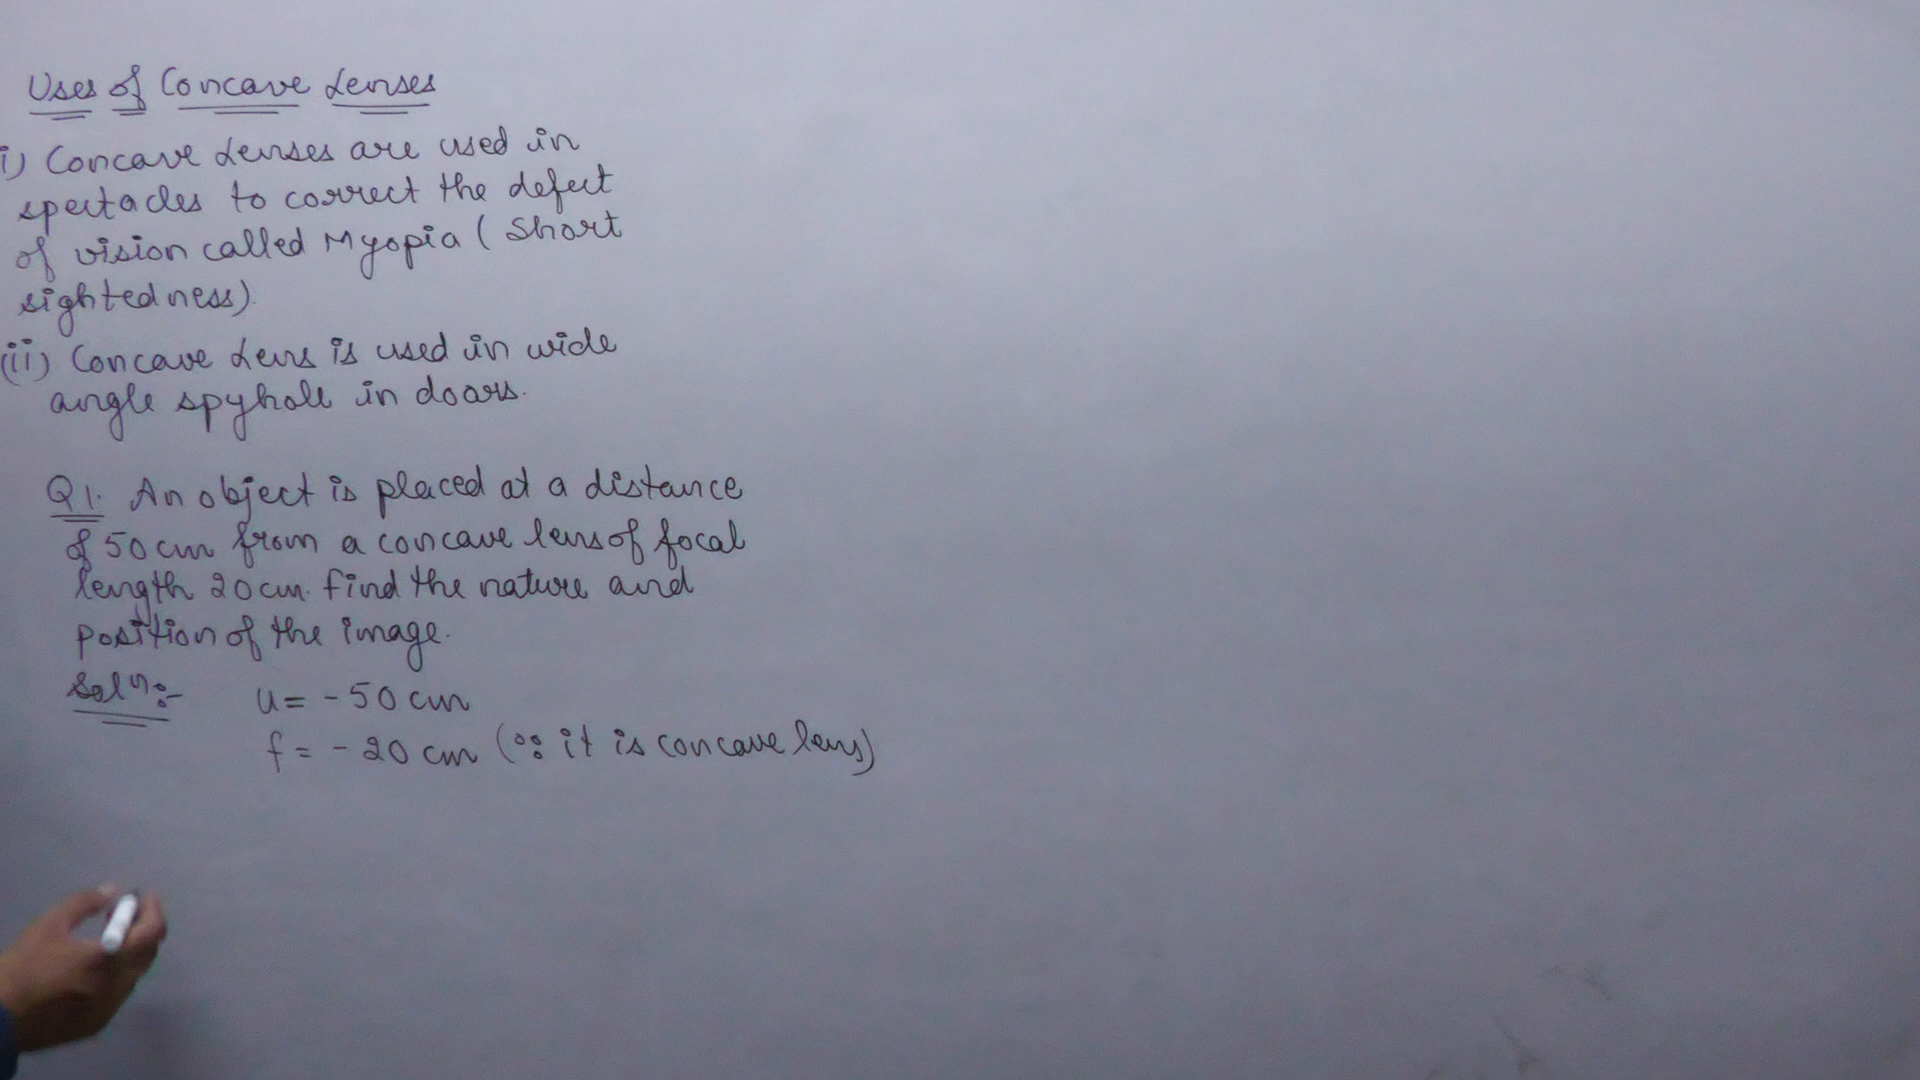 Uses of Concave Lenses
i) Concave Lenses are used in
spectacles to correct the defect
of vision called Myopia ( Short
sightedness).
(ii) Concave Lens is used in wide
angle spyhole in doors.
Q1. An object is placed at a distance
of 50 cm from a concave lens of focal
length 20 cm. find the nature and
position of the image.
Solⁿ:- u = - 50 cm
f = - 20 cm (∵ it is concave lens)